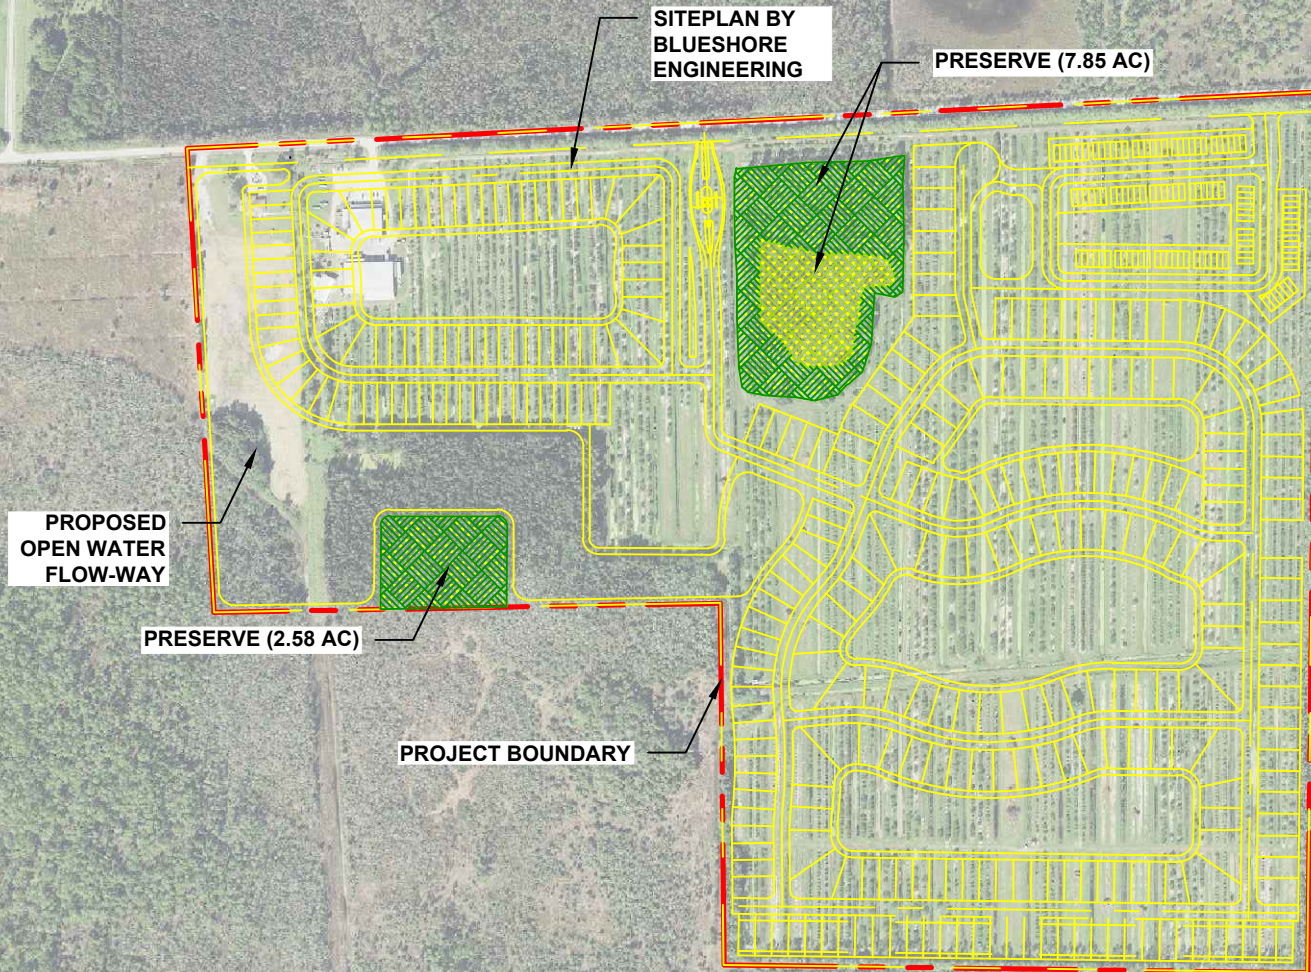 SITEPLAN BY
BLUESHORE
ENGINEERING
PRESERVE (7.85 AC)
PROPOSED
OPEN WATER
FLOW-WAY
PRESERVE (2.58 AC)
PROJECT BOUNDARY